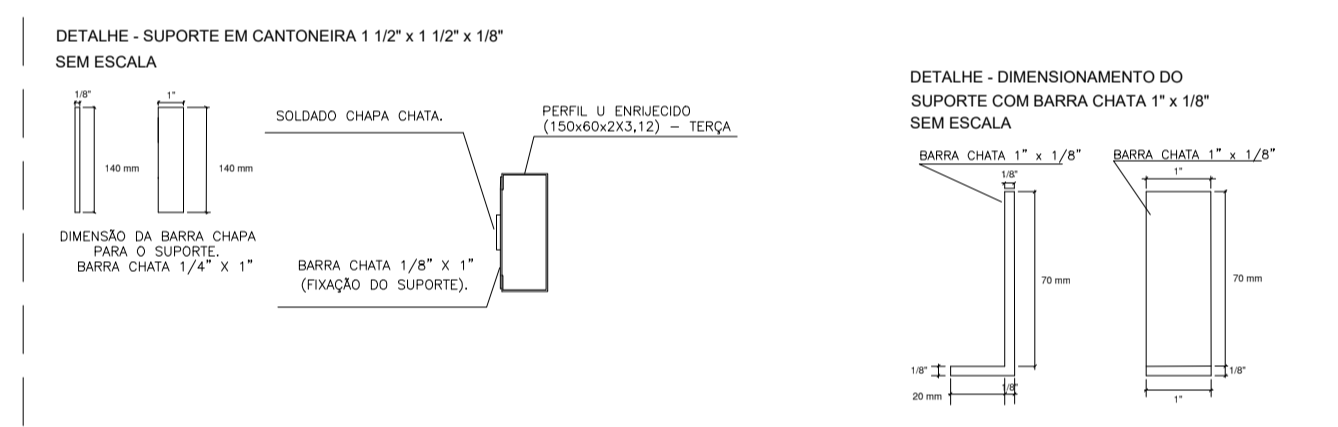 DETALHE - SUPORTE EM CANTONEIRA 1 1/2" x 1 1/2" x 1/8"
SEM ESCALA
1/8"
1"
140 mm
140 mm
DIMENSÃO DA BARRA CHAPA
PARA O SUPORTE.
BARRA CHATA 1/4" X 1"
SOLDADO CHAPA CHATA.
PERFIL U ENRIJECIDO
(150x60x2X3,12) – TERÇA
BARRA CHATA 1/8" X 1"
(FIXAÇÃO DO SUPORTE).
DETALHE - DIMENSIONAMENTO DO
SUPORTE COM BARRA CHATA 1" x 1/8"
SEM ESCALA
BARRA CHATA 1" x 1/8"
BARRA CHATA 1" x 1/8"
1/8"
1"
70 mm
70 mm
1/8"
1/8"
20 mm
1/8"
1"